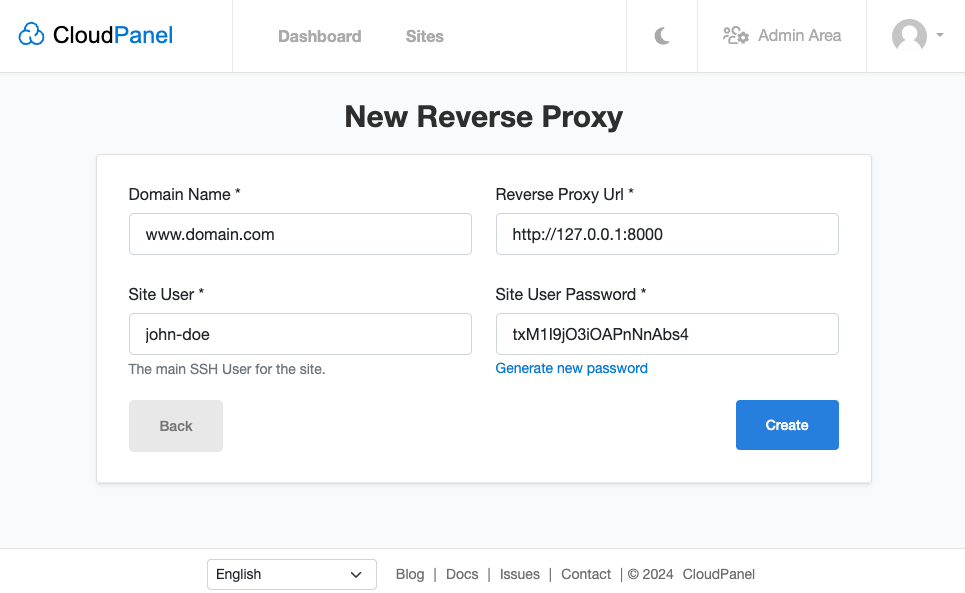 CloudPanel Dashboard Sites Admin Area
New Reverse Proxy
Domain Name * Reverse Proxy Url *
www.domain.com http://127.0.0.1:8000
Site User * Site User Password *
john-doe txM1I9jO3iOAPnNnAbs4
The main SSH User for the site. Generate new password
Back Create
English Blog | Docs | Issues | Contact | © 2024 CloudPanel